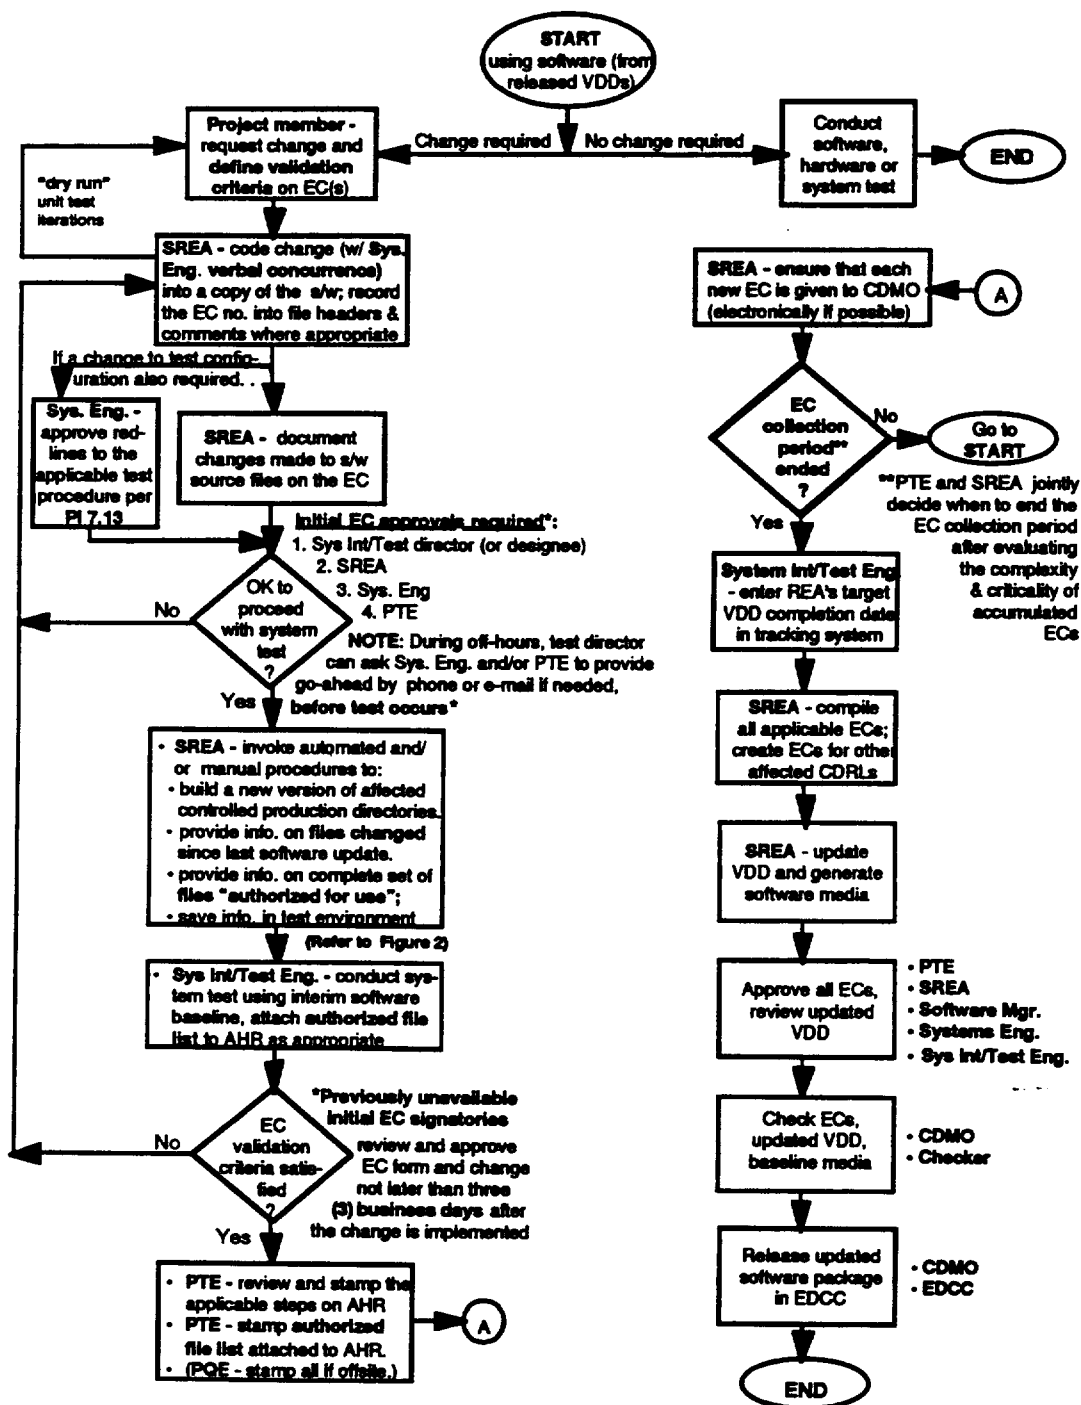 START
using software (from
released VDDs)
Project member -
request change and
define validation
criteria on EC(s)
Change required
No change required
Conduct
software,
hardware or
system test
END
"dry run"
unit test
iterations
SREA - code change (w/ Sys.
Eng. verbal concurrence)
into a copy of the s/w; record
the EC no. into file headers &
comments where appropriate
If a change to test config-
uration also required. .
Sys. Eng. -
approve red-
lines to the
applicable test
procedure per
PI 7.13
SREA - document
changes made to s/w
source files on the EC
Initial EC approvals required*:
1. Sys Int/Test director (or designee)
2. SREA
3. Sys. Eng
4. PTE
OK to
proceed
with system
test
?
No
Yes
NOTE: During off-hours, test director
can ask Sys. Eng. and/or PTE to provide
go-ahead by phone or e-mail if needed,
before test occurs*
• SREA - invoke automated and/
or manual procedures to:
• build a new version of affected
controlled production directories.
• provide info. on files changed
since last software update.
• provide info. on complete set of
files "authorized for use";
• save info. in test environment
(Refer to Figure 2)
• Sys Int/Test Eng. - conduct sys-
tem test using interim software
baseline, attach authorized file
list to AHR as appropriate
EC
validation
criteria satis-
fied
?
No
Yes
*Previously unavailable
initial EC signatories
review and approve
EC form and change
not later than three
(3) business days after
the change is implemented
• PTE - review and stamp the
applicable steps on AHR
• PTE - stamp authorized
file list attached to AHR.
• (PQE - stamp all if offsite.)
A
SREA - ensure that each
new EC is given to CDMO
(electronically if possible)
A
EC
collection
period**
ended
?
No
Go to
START
Yes
**PTE and SREA jointly
decide when to end the
EC collection period
after evaluating
the complexity
& criticality of
accumulated
ECs
System Int/Test Eng
- enter REA's target
VDD completion date
in tracking system
SREA - compile
all applicable ECs;
create ECs for other
affected CDRLs
SREA - update
VDD and generate
software media
Approve all ECs,
review updated
VDD
• PTE
• SREA
• Software Mgr.
• Systems Eng.
• Sys Int/Test Eng.
Check ECs,
updated VDD,
baseline media
• CDMO
• Checker
Release updated
software package
in EDCC
• CDMO
• EDCC
END